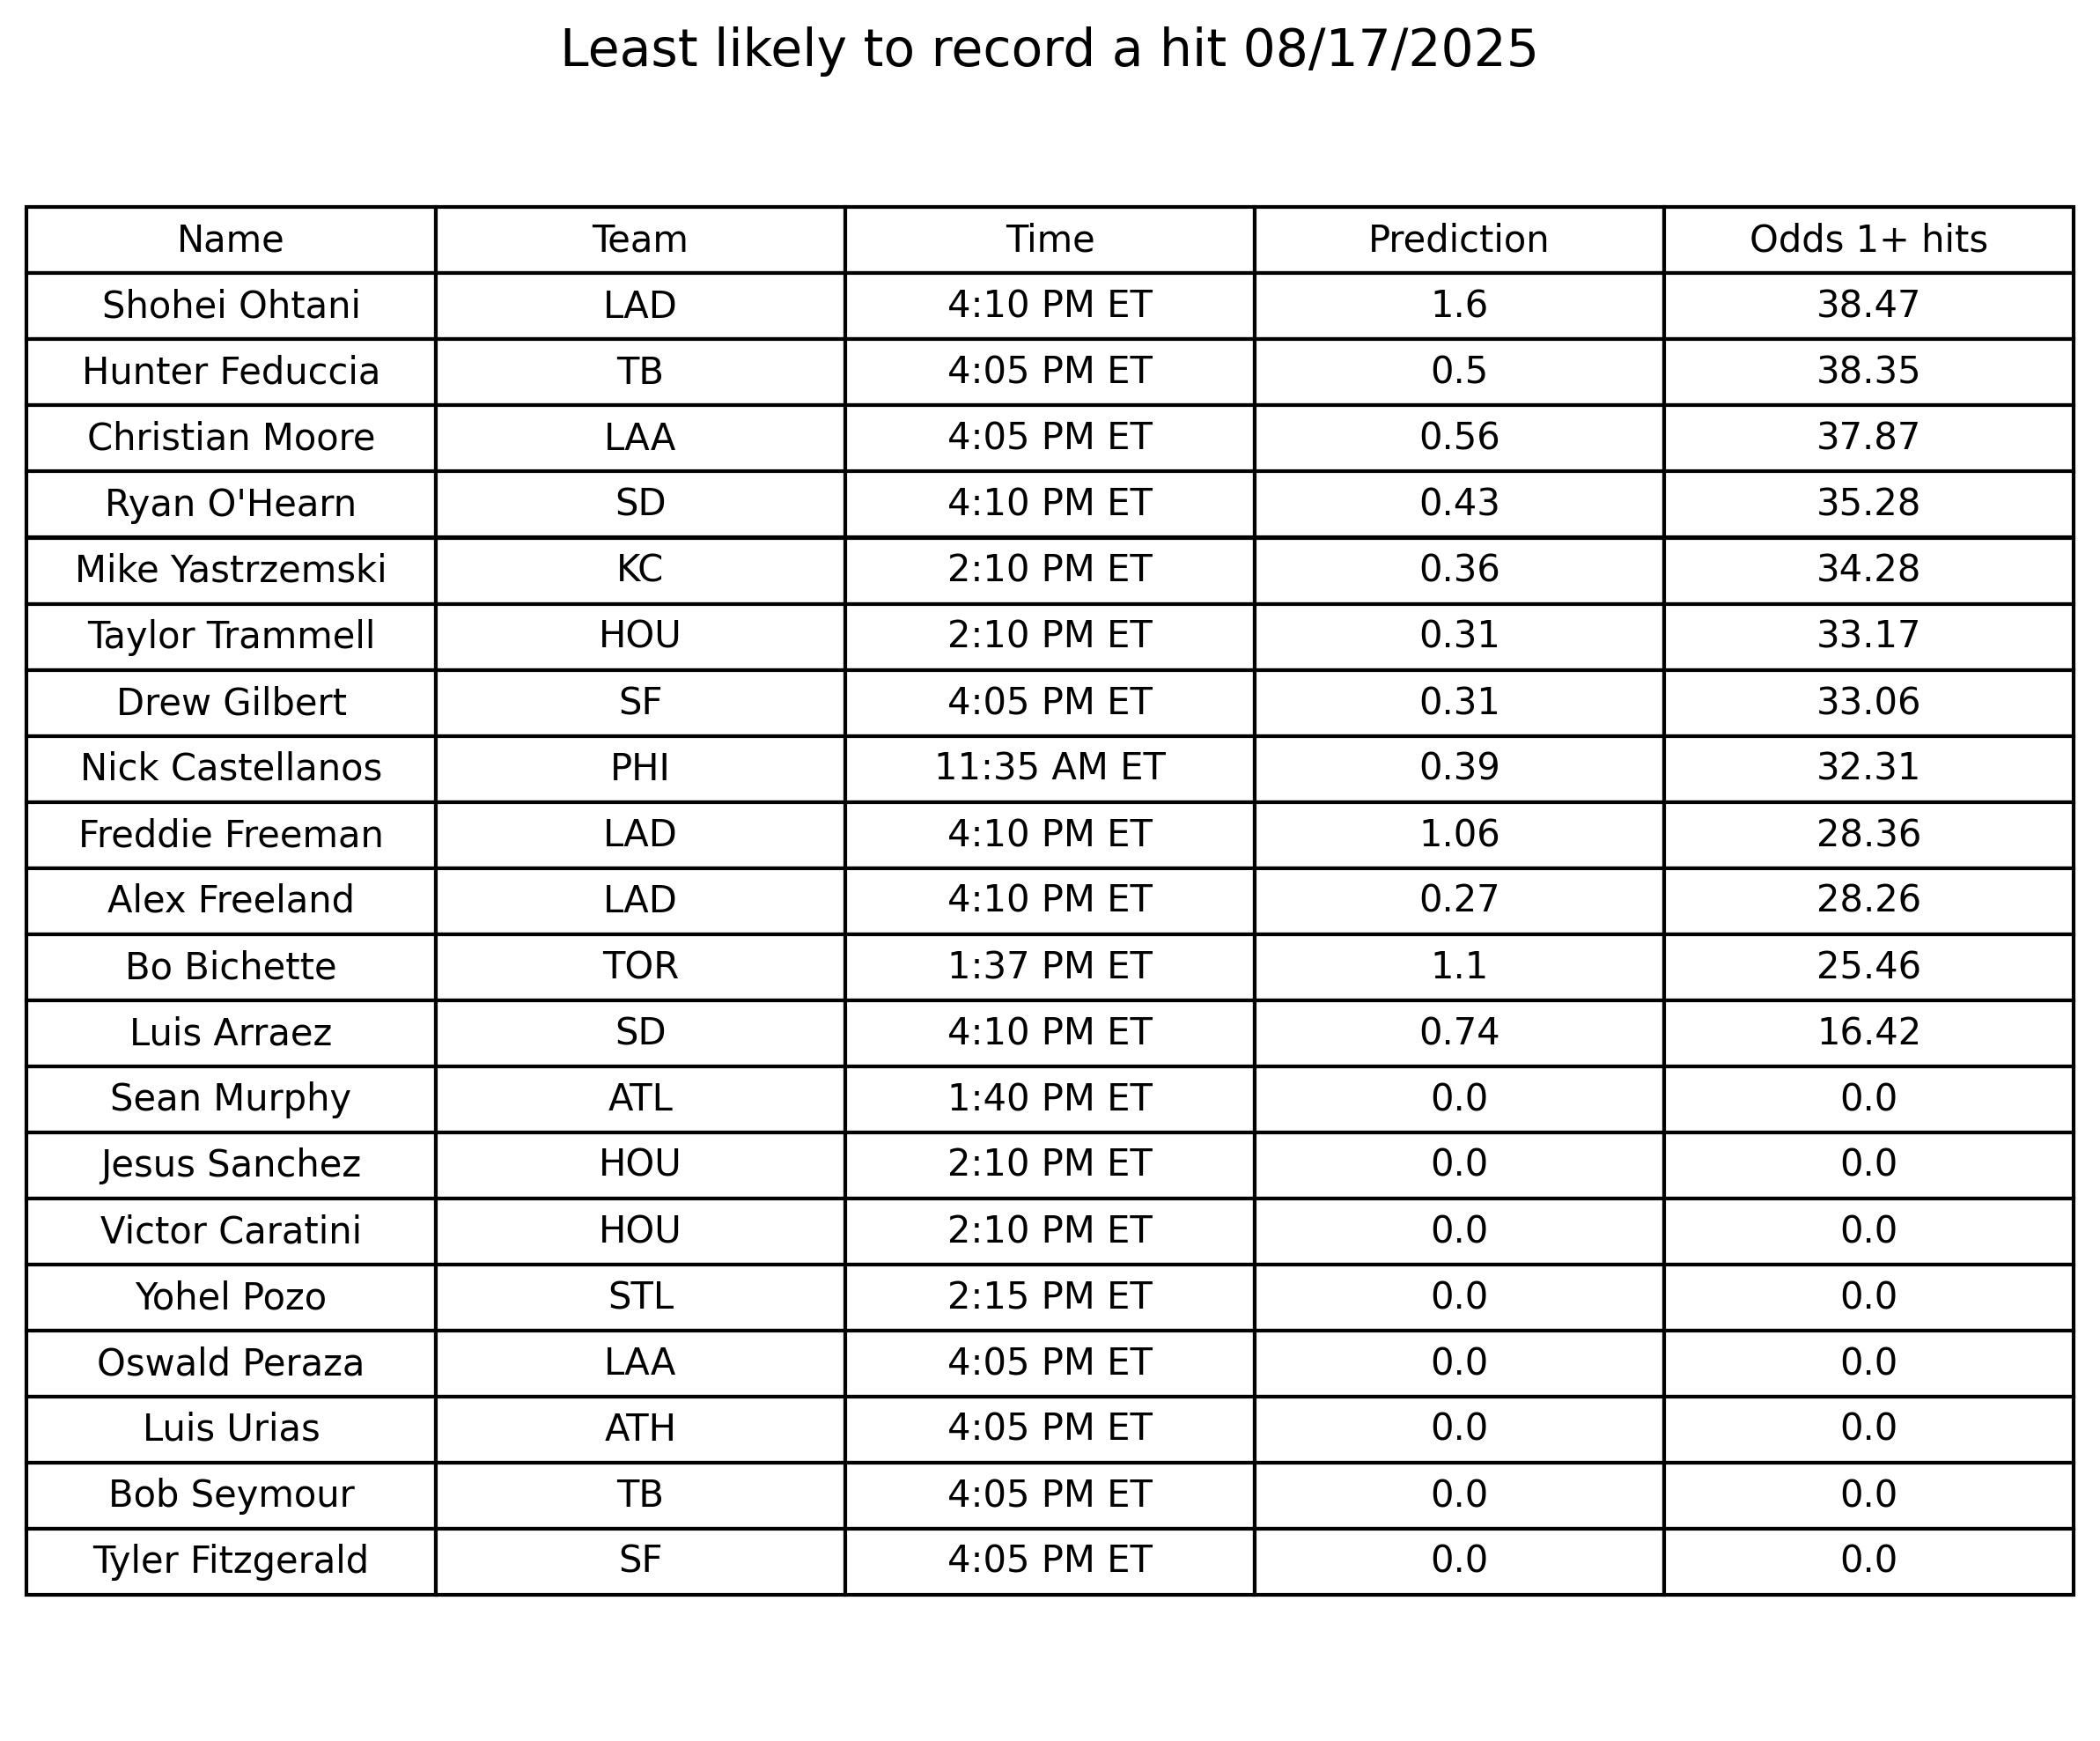 Least likely to record a hit 08/17/2025
Name Team Time Prediction Odds 1+ hits
Shohei Ohtani LAD 4:10 PM ET 1.6 38.47
Hunter Feduccia TB 4:05 PM ET 0.5 38.35
Christian Moore LAA 4:05 PM ET 0.56 37.87
Ryan O'Hearn SD 4:10 PM ET 0.43 35.28
Mike Yastrzemski KC 2:10 PM ET 0.36 34.28
Taylor Trammell HOU 2:10 PM ET 0.31 33.17
Drew Gilbert SF 4:05 PM ET 0.31 33.06
Nick Castellanos PHI 11:35 AM ET 0.39 32.31
Freddie Freeman LAD 4:10 PM ET 1.06 28.36
Alex Freeland LAD 4:10 PM ET 0.27 28.26
Bo Bichette TOR 1:37 PM ET 1.1 25.46
Luis Arraez SD 4:10 PM ET 0.74 16.42
Sean Murphy ATL 1:40 PM ET 0.0 0.0
Jesus Sanchez HOU 2:10 PM ET 0.0 0.0
Victor Caratini HOU 2:10 PM ET 0.0 0.0
Yohel Pozo STL 2:15 PM ET 0.0 0.0
Oswald Peraza LAA 4:05 PM ET 0.0 0.0
Luis Urias ATH 4:05 PM ET 0.0 0.0
Bob Seymour TB 4:05 PM ET 0.0 0.0
Tyler Fitzgerald SF 4:05 PM ET 0.0 0.0